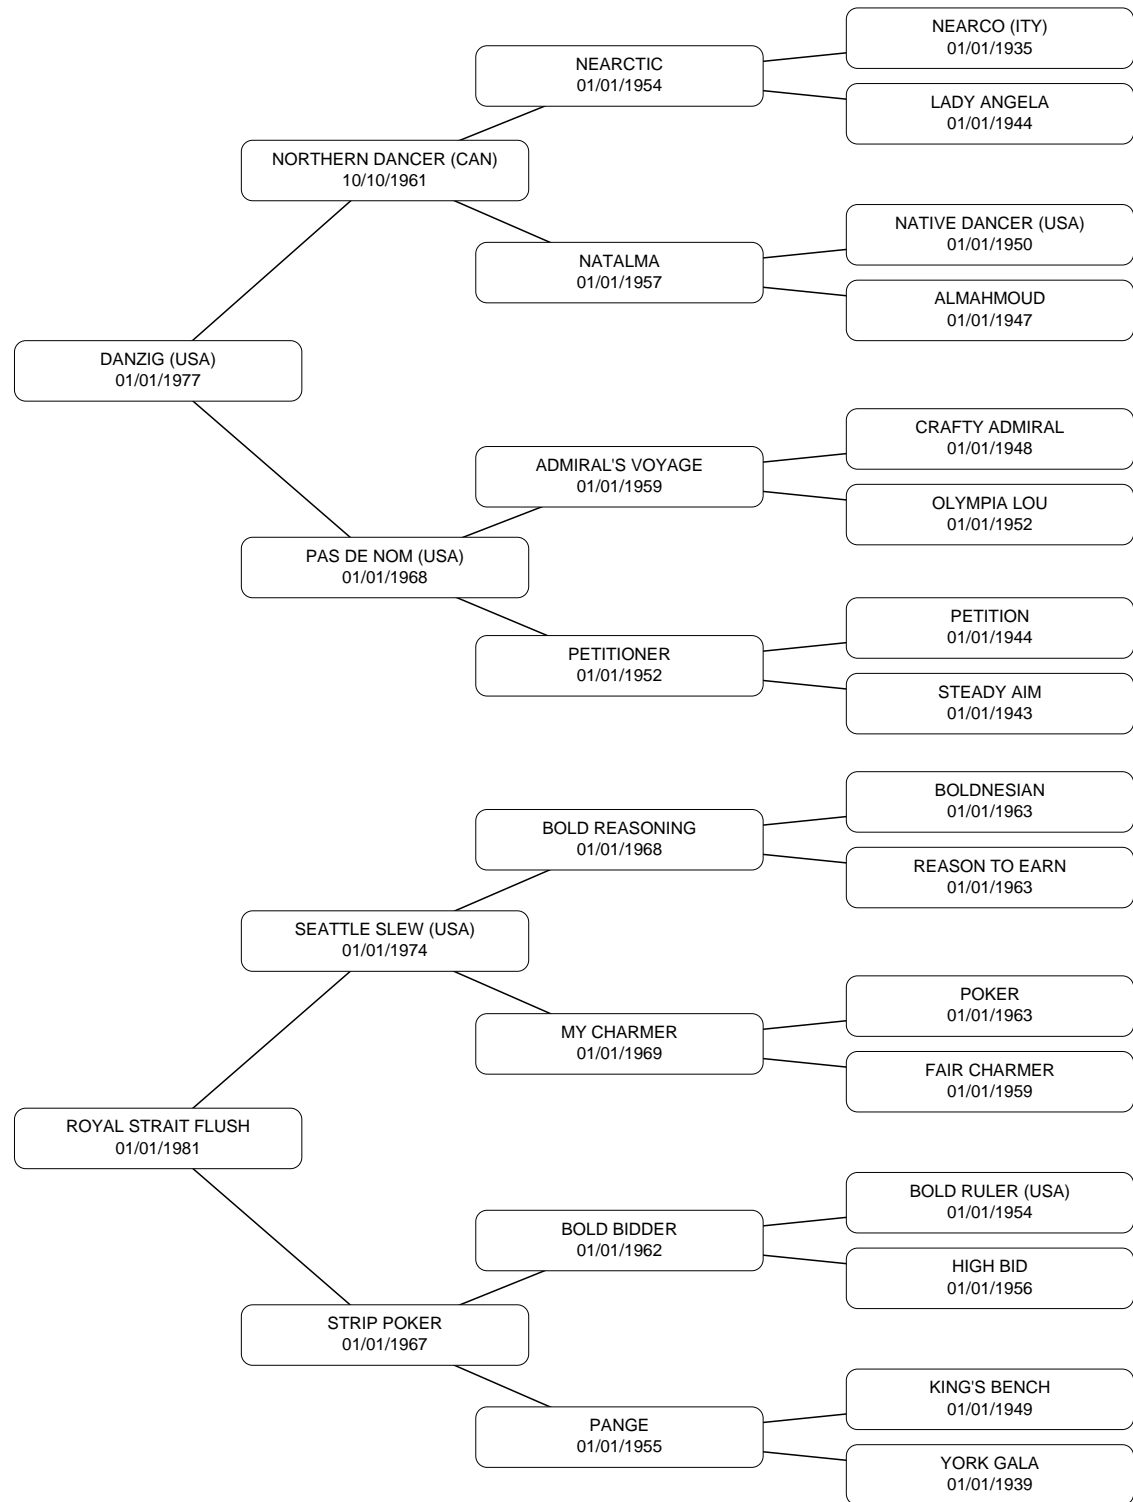 NEARCO (ITY)
01/01/1935
NEARCTIC
01/01/1954
LADY ANGELA
01/01/1944
NORTHERN DANCER (CAN)
10/10/1961
NATIVE DANCER (USA)
01/01/1950
NATALMA
01/01/1957
ALMAHMOUD
01/01/1947
DANZIG (USA)
01/01/1977
CRAFTY ADMIRAL
01/01/1948
ADMIRAL'S VOYAGE
01/01/1959
OLYMPIA LOU
01/01/1952
PAS DE NOM (USA)
01/01/1968
PETITION
01/01/1944
PETITIONER
01/01/1952
STEADY AIM
01/01/1943
BOLDNESIAN
01/01/1963
BOLD REASONING
01/01/1968
REASON TO EARN
01/01/1963
SEATTLE SLEW (USA)
01/01/1974
POKER
01/01/1963
MY CHARMER
01/01/1969
FAIR CHARMER
01/01/1959
ROYAL STRAIT FLUSH
01/01/1981
BOLD RULER (USA)
01/01/1954
BOLD BIDDER
01/01/1962
HIGH BID
01/01/1956
STRIP POKER
01/01/1967
KING'S BENCH
01/01/1949
PANGE
01/01/1955
YORK GALA
01/01/1939